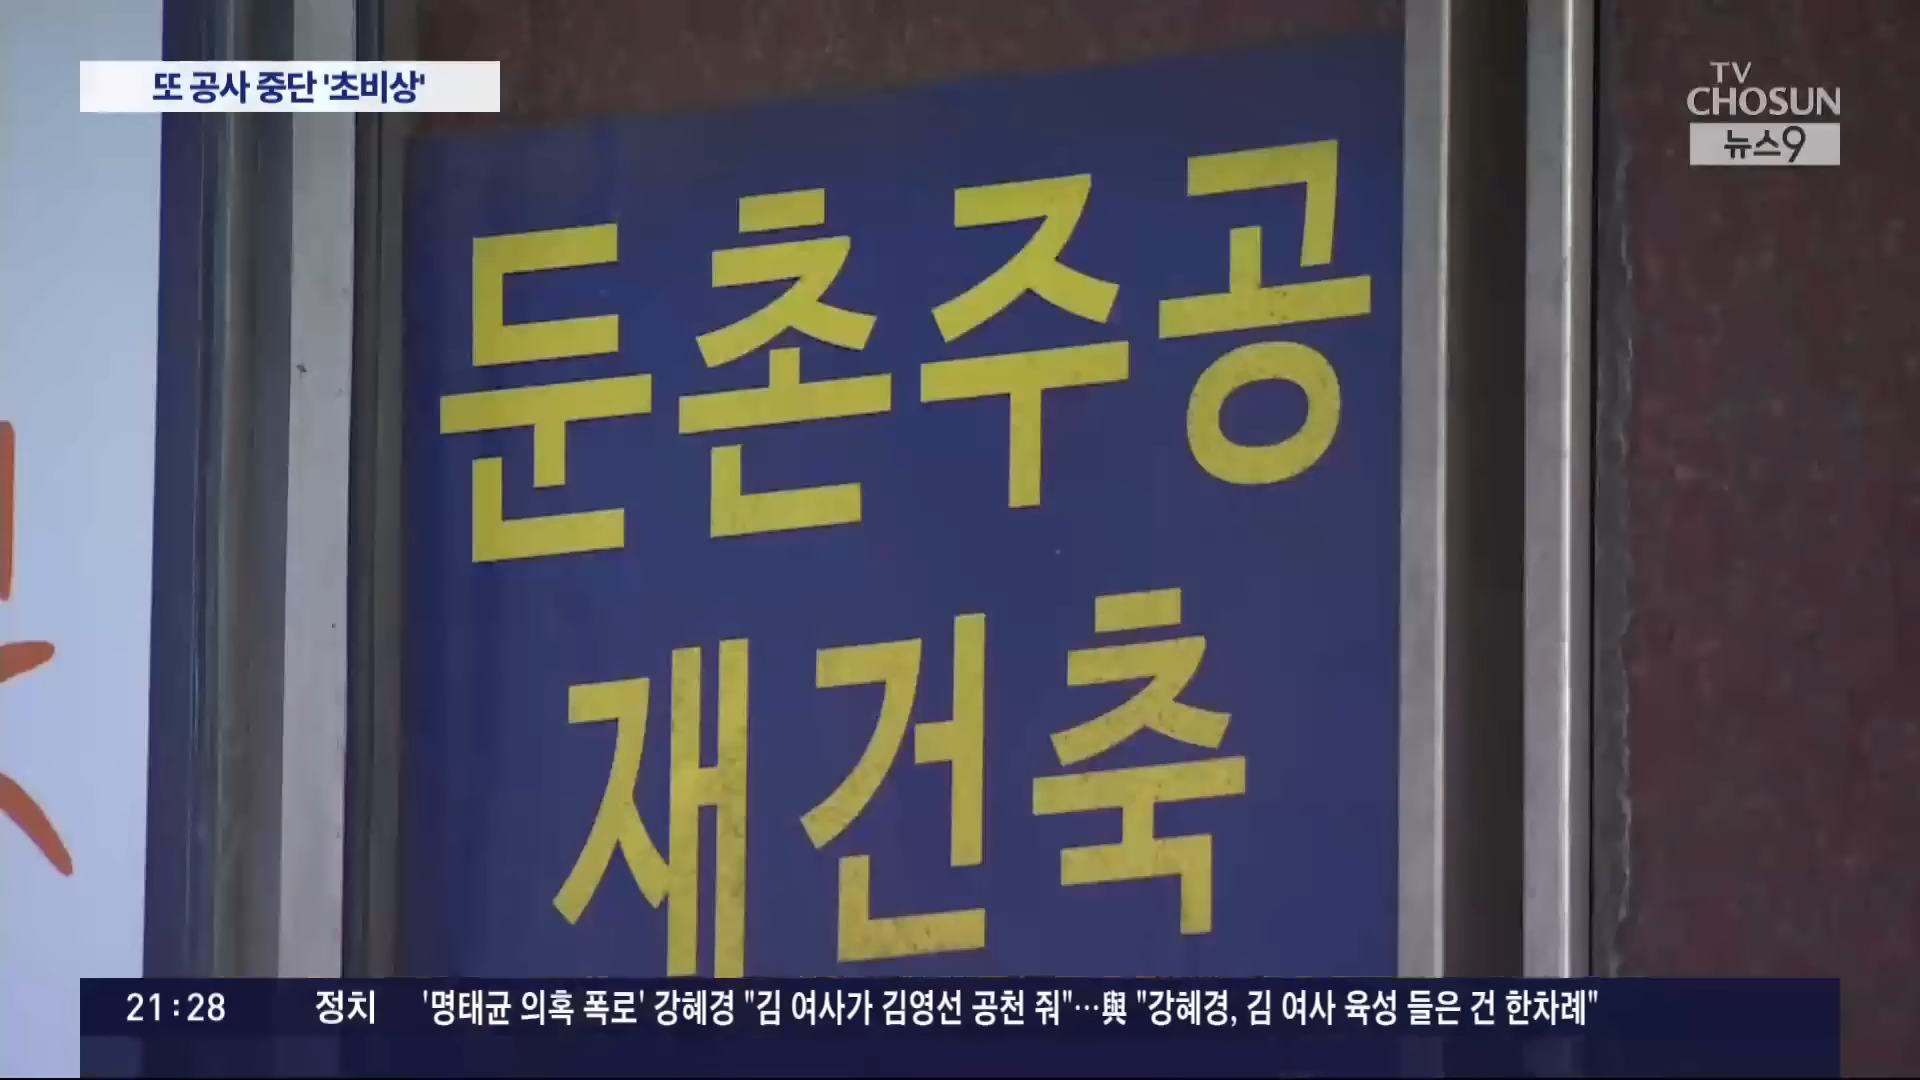 또 공사 중단 '초비상'
TV
CHOSUN
뉴스9
둔촌주공
재건축
21:28 정치 '명태균 의혹 폭로' 강혜경 "김 여사가 김영선 공천 줘"…與 "강혜경, 김 여사 육성 들은 건 한차례"